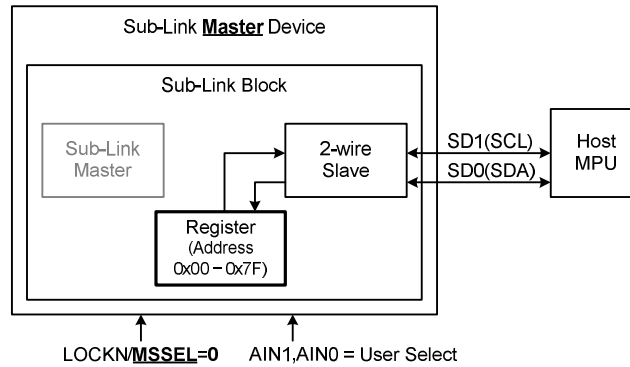 Sub-Link Master Device
Sub-Link Block
Sub-Link
Master
2-wire
Slave
SD1(SCL)
SD0(SDA)
Host
MPU
Register
(Address
0x00 – 0x7F)
LOCKN/MSSEL=0
AIN1,AIN0 = User Select